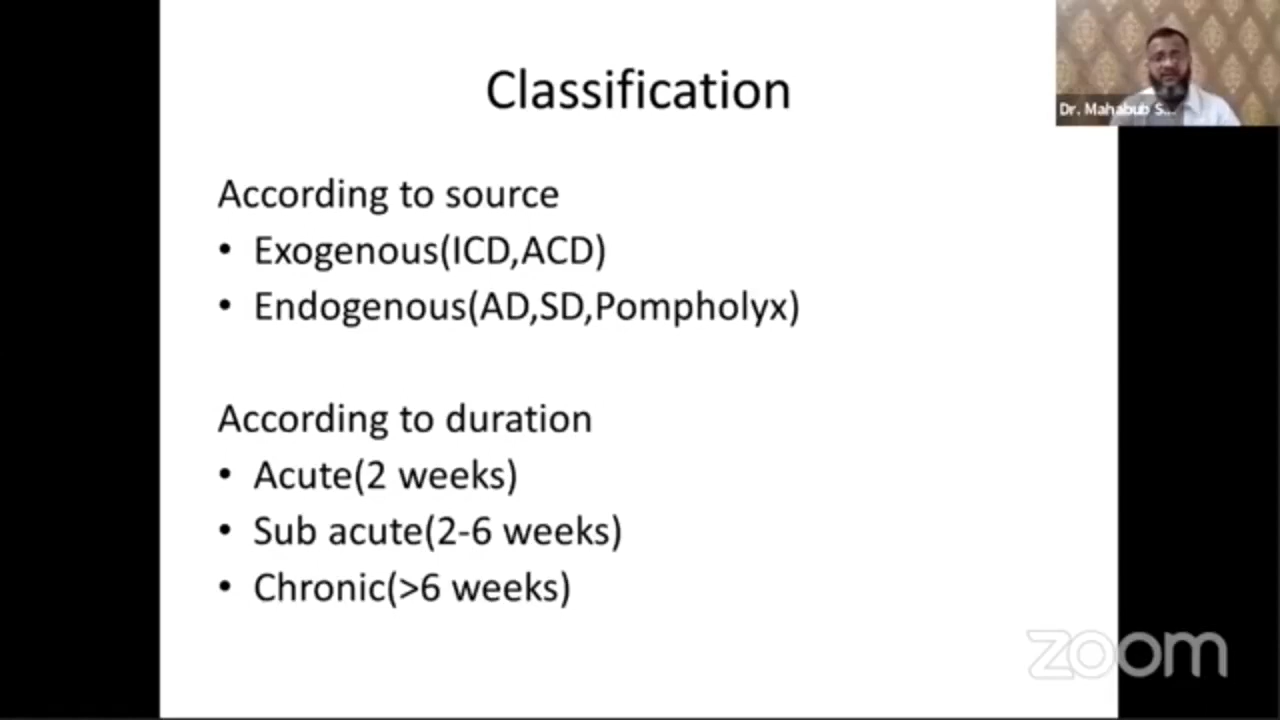 Classification
Dr. Mahabub S...
According to source
• Exogenous(ICD,ACD)
• Endogenous(AD,SD,Pompholyx)
According to duration
• Acute(2 weeks)
• Sub acute(2-6 weeks)
• Chronic(>6 weeks)
zoom